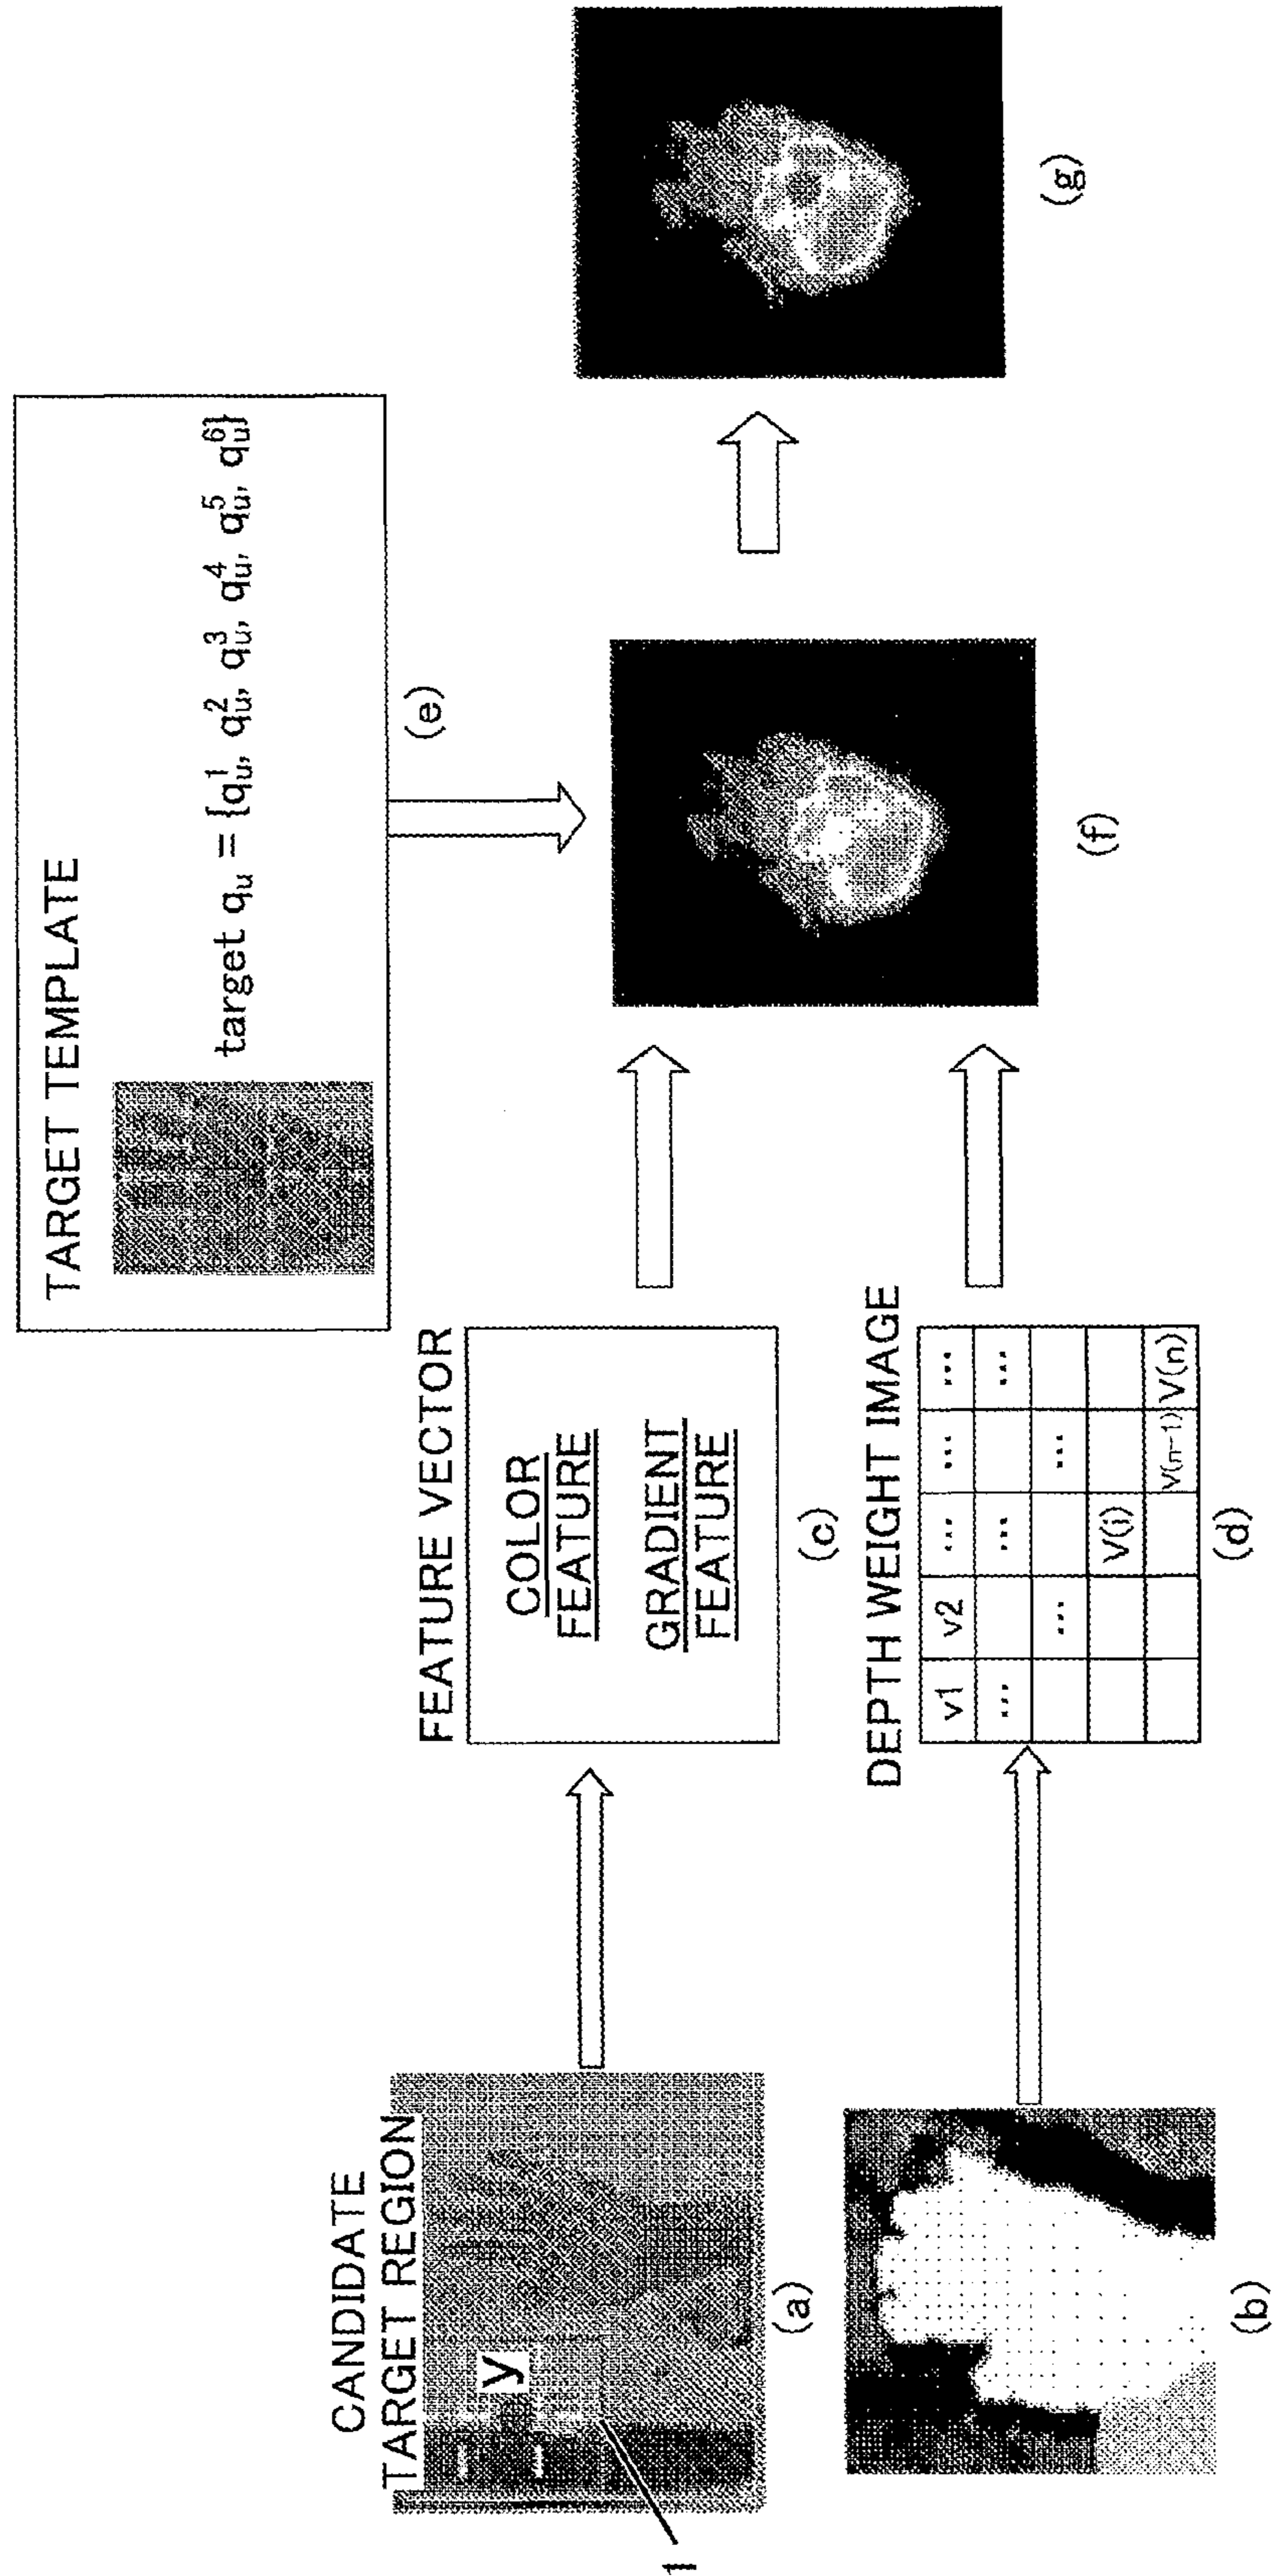 TARGET TEMPLATE
target q_u = {q_u^1, q_u^2, q_u^3, q_u^4, q_u^5, q_u^6}
(e)
CANDIDATE
TARGET REGION
y
1
(a)
FEATURE VECTOR
COLOR
FEATURE
GRADIENT
FEATURE
(c)
(b)
DEPTH WEIGHT IMAGE
v1 v2 ... ... ...
... ... ...
... ...
V(i)
V(n-1) V(n)
(d)
(f)
(g)